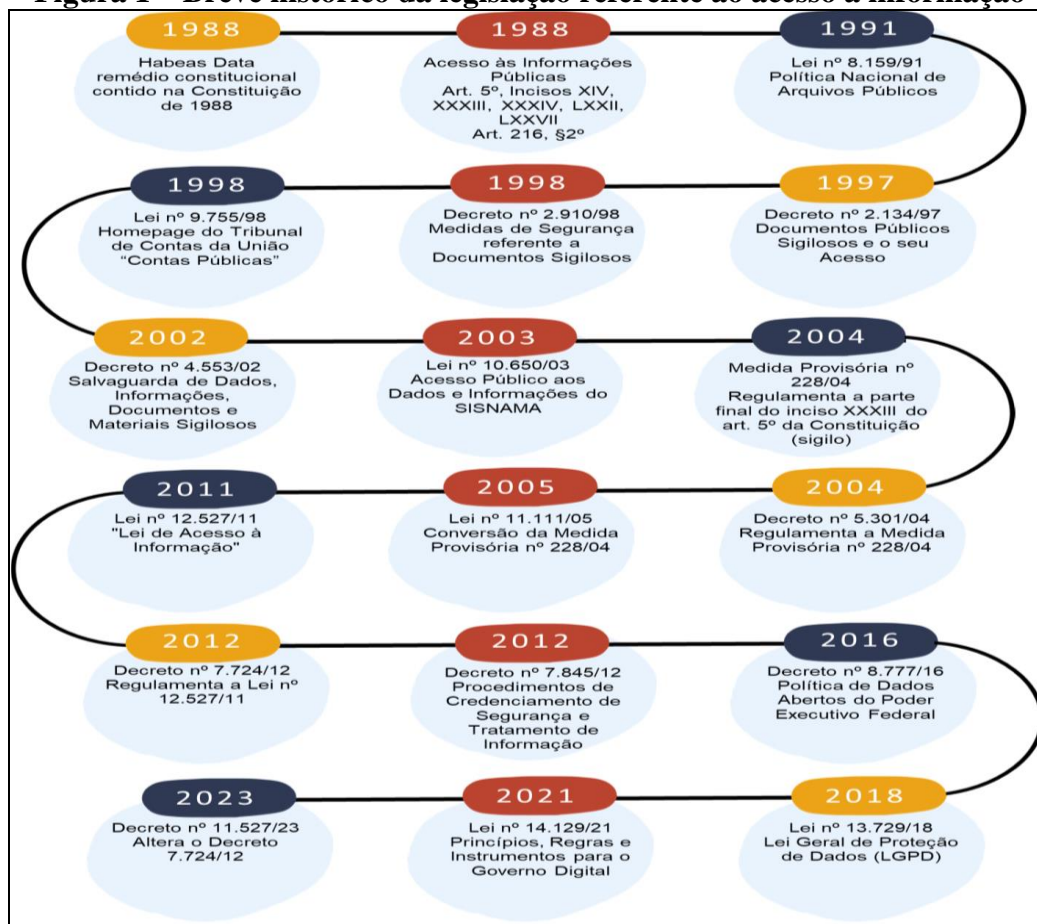 Figura 1 – Breve histórico da legislação referente ao acesso à informação
1988
Habeas Data
remédio constitucional
contido na Constituição
de 1988
1988
Acesso às Informações
Públicas
Art. 5º, Incisos XIV,
XXXIII, XXXIV, LXXII,
LXXVII
Art. 216, §2º
1991
Lei nº 8.159/91
Política Nacional de
Arquivos Públicos
1997
Decreto nº 2.134/97
Documentos Públicos
Sigilosos e o seu
Acesso
1998
Decreto nº 2.910/98
Medidas de Segurança
referente a
Documentos Sigilosos
1998
Lei nº 9.755/98
Homepage do Tribunal
de Contas da União
“Contas Públicas”
2002
Decreto nº 4.553/02
Salvaguarda de Dados,
Informações,
Documentos e
Materiais Sigilosos
2003
Lei nº 10.650/03
Acesso Público aos
Dados e Informações do
SISNAMA
2004
Medida Provisória nº
228/04
Regulamenta a parte
final do inciso XXXIII do
art. 5º da Constituição
(sigilo)
2004
Decreto nº 5.301/04
Regulamenta a Medida
Provisória nº 228/04
2005
Lei nº 11.111/05
Conversão da Medida
Provisória nº 228/04
2011
Lei nº 12.527/11
"Lei de Acesso à
Informação"
2012
Decreto nº 7.724/12
Regulamenta a Lei nº
12.527/11
2012
Decreto nº 7.845/12
Procedimentos de
Credenciamento de
Segurança e
Tratamento de
Informação
2016
Decreto nº 8.777/16
Política de Dados
Abertos do Poder
Executivo Federal
2018
Lei nº 13.729/18
Lei Geral de Proteção
de Dados (LGPD)
2021
Lei nº 14.129/21
Princípios, Regras e
Instrumentos para o
Governo Digital
2023
Decreto nº 11.527/23
Altera o Decreto
7.724/12